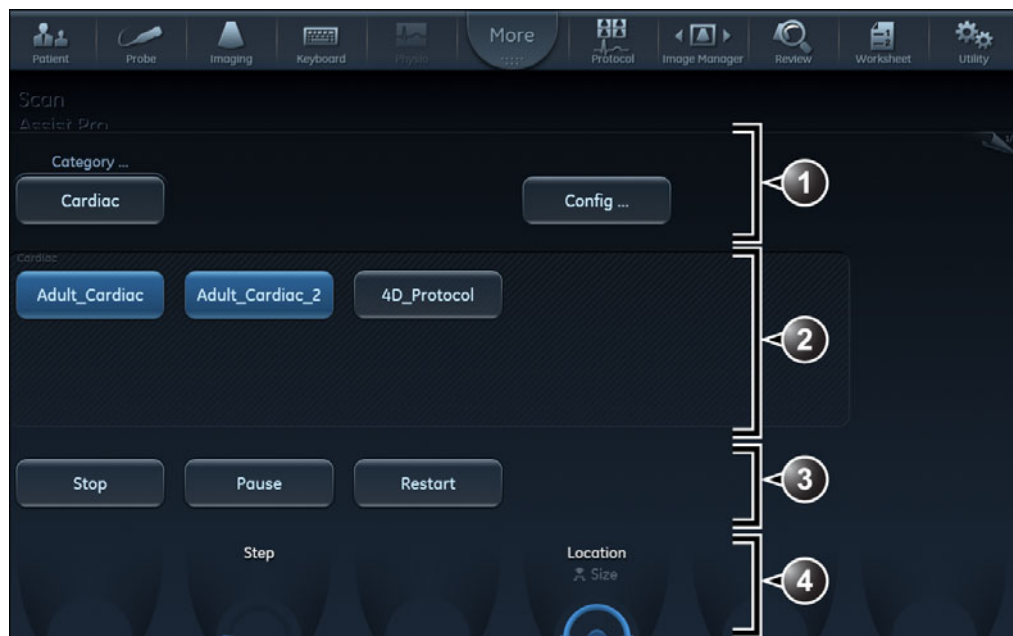 Patient
Probe
Imaging
Keyboard
Physio
More
Protocol
Image Manager
Review
Worksheet
Utility
Scan
Assist Pro
Category ...
Cardiac
Config ...
1
Cardiac
Adult_Cardiac
Adult_Cardiac_2
4D_Protocol
2
Stop
Pause
Restart
3
Step
Location
Size
4